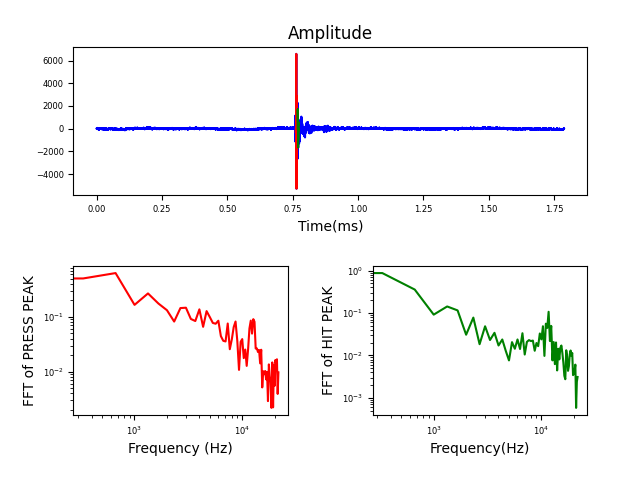 Amplitude
6000
4000
2000
0
−2000
−4000
0.00 0.25 0.50 0.75 1.00 1.25 1.50 1.75
Time(ms)
FFT of PRESS PEAK
10⁻¹
10⁻²
10³ 10⁴
Frequency (Hz)
FFT of HIT PEAK
10⁰
10⁻¹
10⁻²
10⁻³
10³ 10⁴
Frequency(Hz)